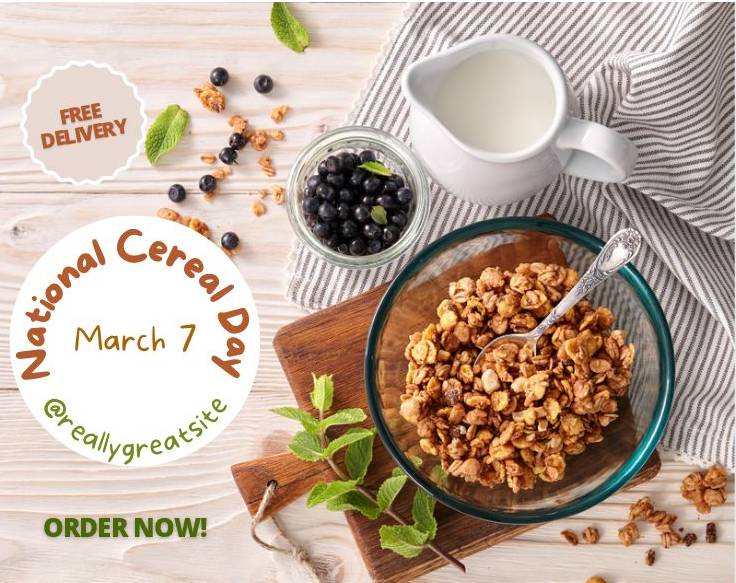 FREE
DELIVERY
National Cereal Day
March 7
@reallygreatsite
ORDER NOW!